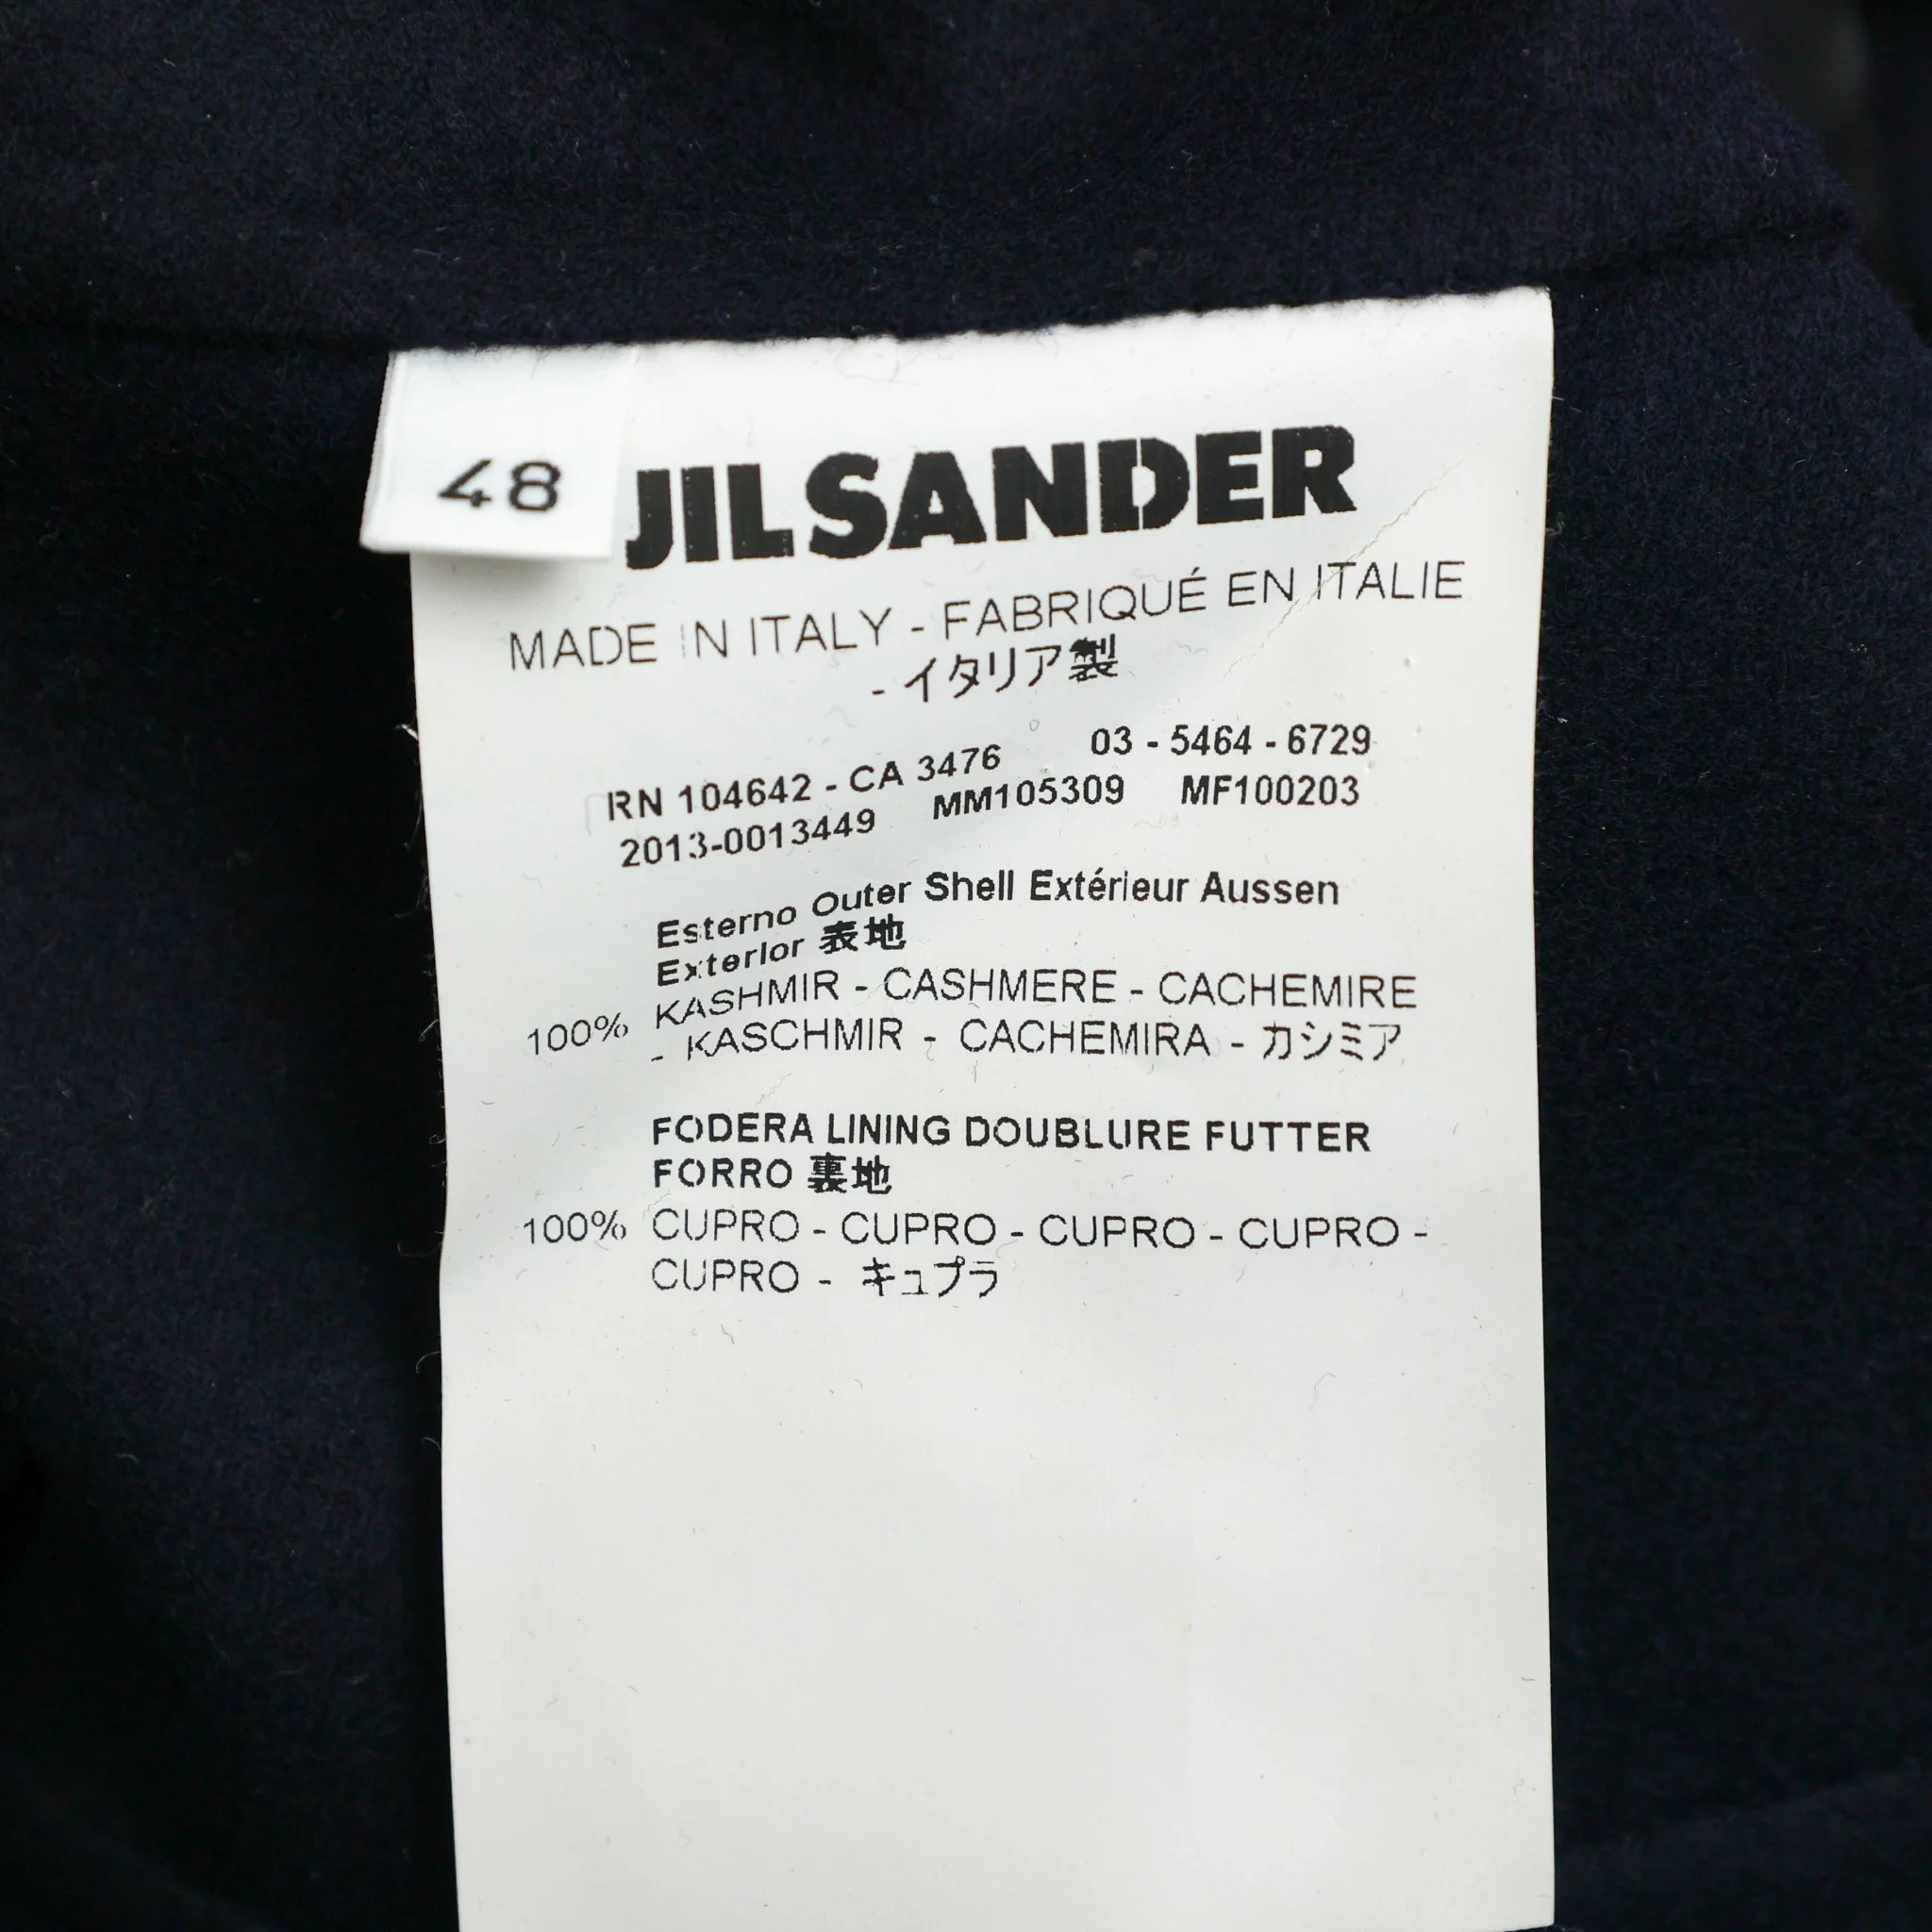 48
JIL SANDER
MADE IN ITALY - FABRIQUÉ EN ITALIE
- イタリア製
RN 104642 - CA 3476 03 - 5464 - 6729
2013-0013449 MM105309 MF100203
Esterno Outer Shell Extérieur Aussen
Exterior 表地
100% KASHMIR - CASHMERE - CACHEMIRE
- KASCHMIR - CACHEMIRA - カシミア
FODERA LINING DOUBLURE FUTTER
FORRO 裏地
100% CUPRO - CUPRO - CUPRO - CUPRO -
CUPRO - キュプラ